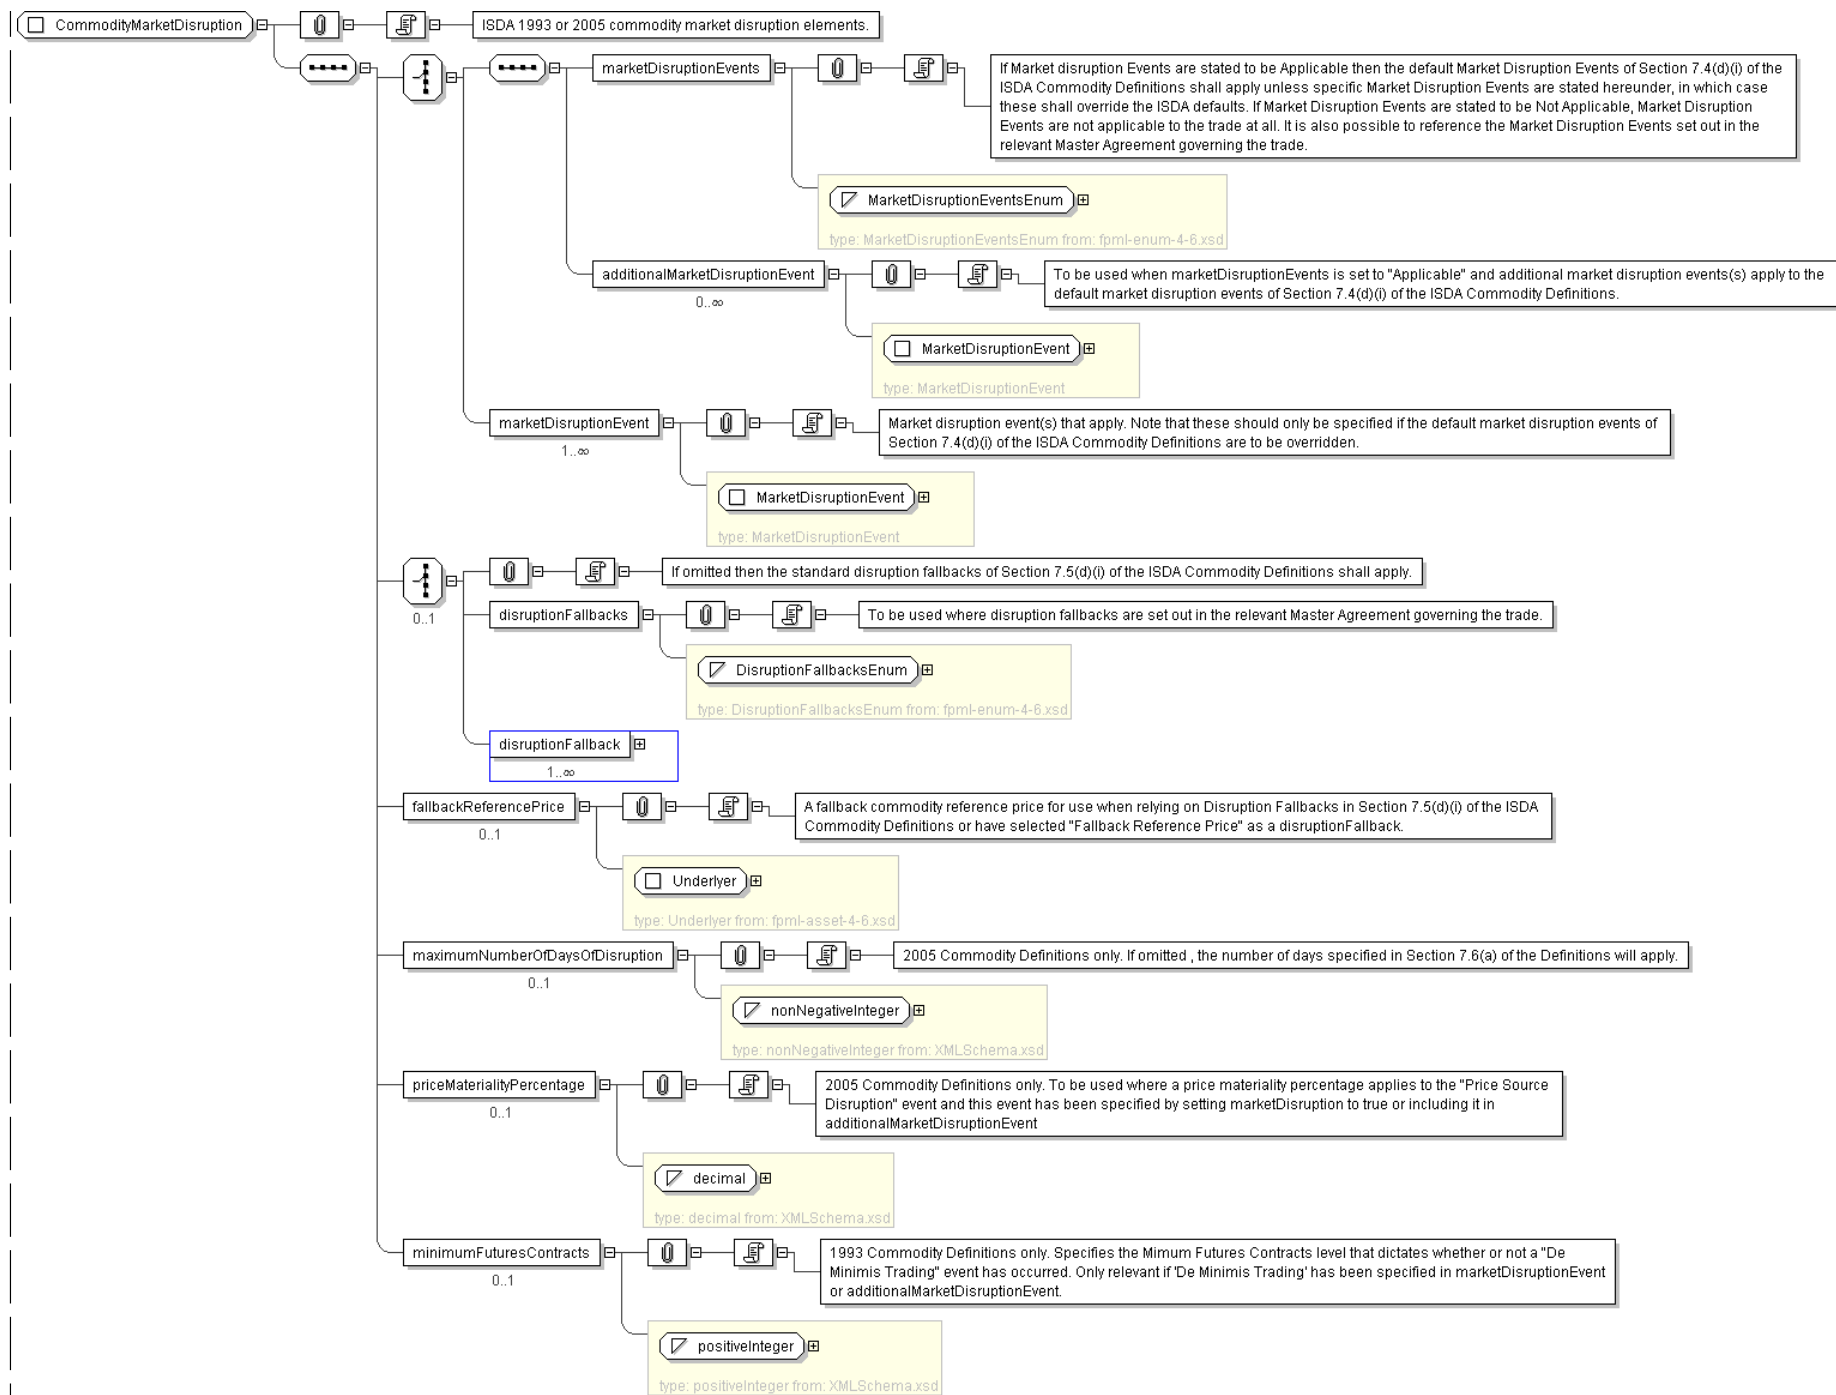 CommodityMarketDisruption
ISDA 1993 or 2005 commodity market disruption elements.
marketDisruptionEvents
If Market disruption Events are stated to be Applicable then the default Market Disruption Events of Section 7.4(d)(i) of the
ISDA Commodity Definitions shall apply unless specific Market Disruption Events are stated hereunder, in which case
these shall override the ISDA defaults. If Market Disruption Events are stated to be Not Applicable, Market Disruption
Events are not applicable to the trade at all. It is also possible to reference the Market Disruption Events set out in the
relevant Master Agreement governing the trade.
MarketDisruptionEventsEnum
type: MarketDisruptionEventsEnum from: fpml-enum-4-6.xsd
additionalMarketDisruptionEvent
0..∞
To be used when marketDisruptionEvents is set to "Applicable" and additional market disruption events(s) apply to the
default market disruption events of Section 7.4(d)(i) of the ISDA Commodity Definitions.
MarketDisruptionEvent
type: MarketDisruptionEvent
marketDisruptionEvent
1..∞
Market disruption event(s) that apply. Note that these should only be specified if the default market disruption events of
Section 7.4(d)(i) of the ISDA Commodity Definitions are to be overridden.
MarketDisruptionEvent
type: MarketDisruptionEvent
0..1
If omitted then the standard disruption fallbacks of Section 7.5(d)(i) of the ISDA Commodity Definitions shall apply.
disruptionFallbacks
To be used where disruption fallbacks are set out in the relevant Master Agreement governing the trade.
DisruptionFallbacksEnum
type: DisruptionFallbacksEnum from: fpml-enum-4-6.xsd
disruptionFallback
1..∞
fallbackReferencePrice
0..1
A fallback commodity reference price for use when relying on Disruption Fallbacks in Section 7.5(d)(i) of the ISDA
Commodity Definitions or have selected "Fallback Reference Price" as a disruptionFallback.
Underlyer
type: Underlyer from: fpml-asset-4-6.xsd
maximumNumberOfDaysOfDisruption
0..1
2005 Commodity Definitions only. If omitted , the number of days specified in Section 7.6(a) of the Definitions will apply.
nonNegativeInteger
type: nonNegativeInteger from: XMLSchema.xsd
priceMaterialityPercentage
0..1
2005 Commodity Definitions only. To be used where a price materiality percentage applies to the "Price Source
Disruption" event and this event has been specified by setting marketDisruption to true or including it in
additionalMarketDisruptionEvent
decimal
type: decimal from: XMLSchema.xsd
minimumFuturesContracts
0..1
1993 Commodity Definitions only. Specifies the Mimum Futures Contracts level that dictates whether or not a "De
Minimis Trading" event has occurred. Only relevant if 'De Minimis Trading' has been specified in marketDisruptionEvent
or additionalMarketDisruptionEvent.
positiveInteger
type: positiveInteger from: XMLSchema.xsd